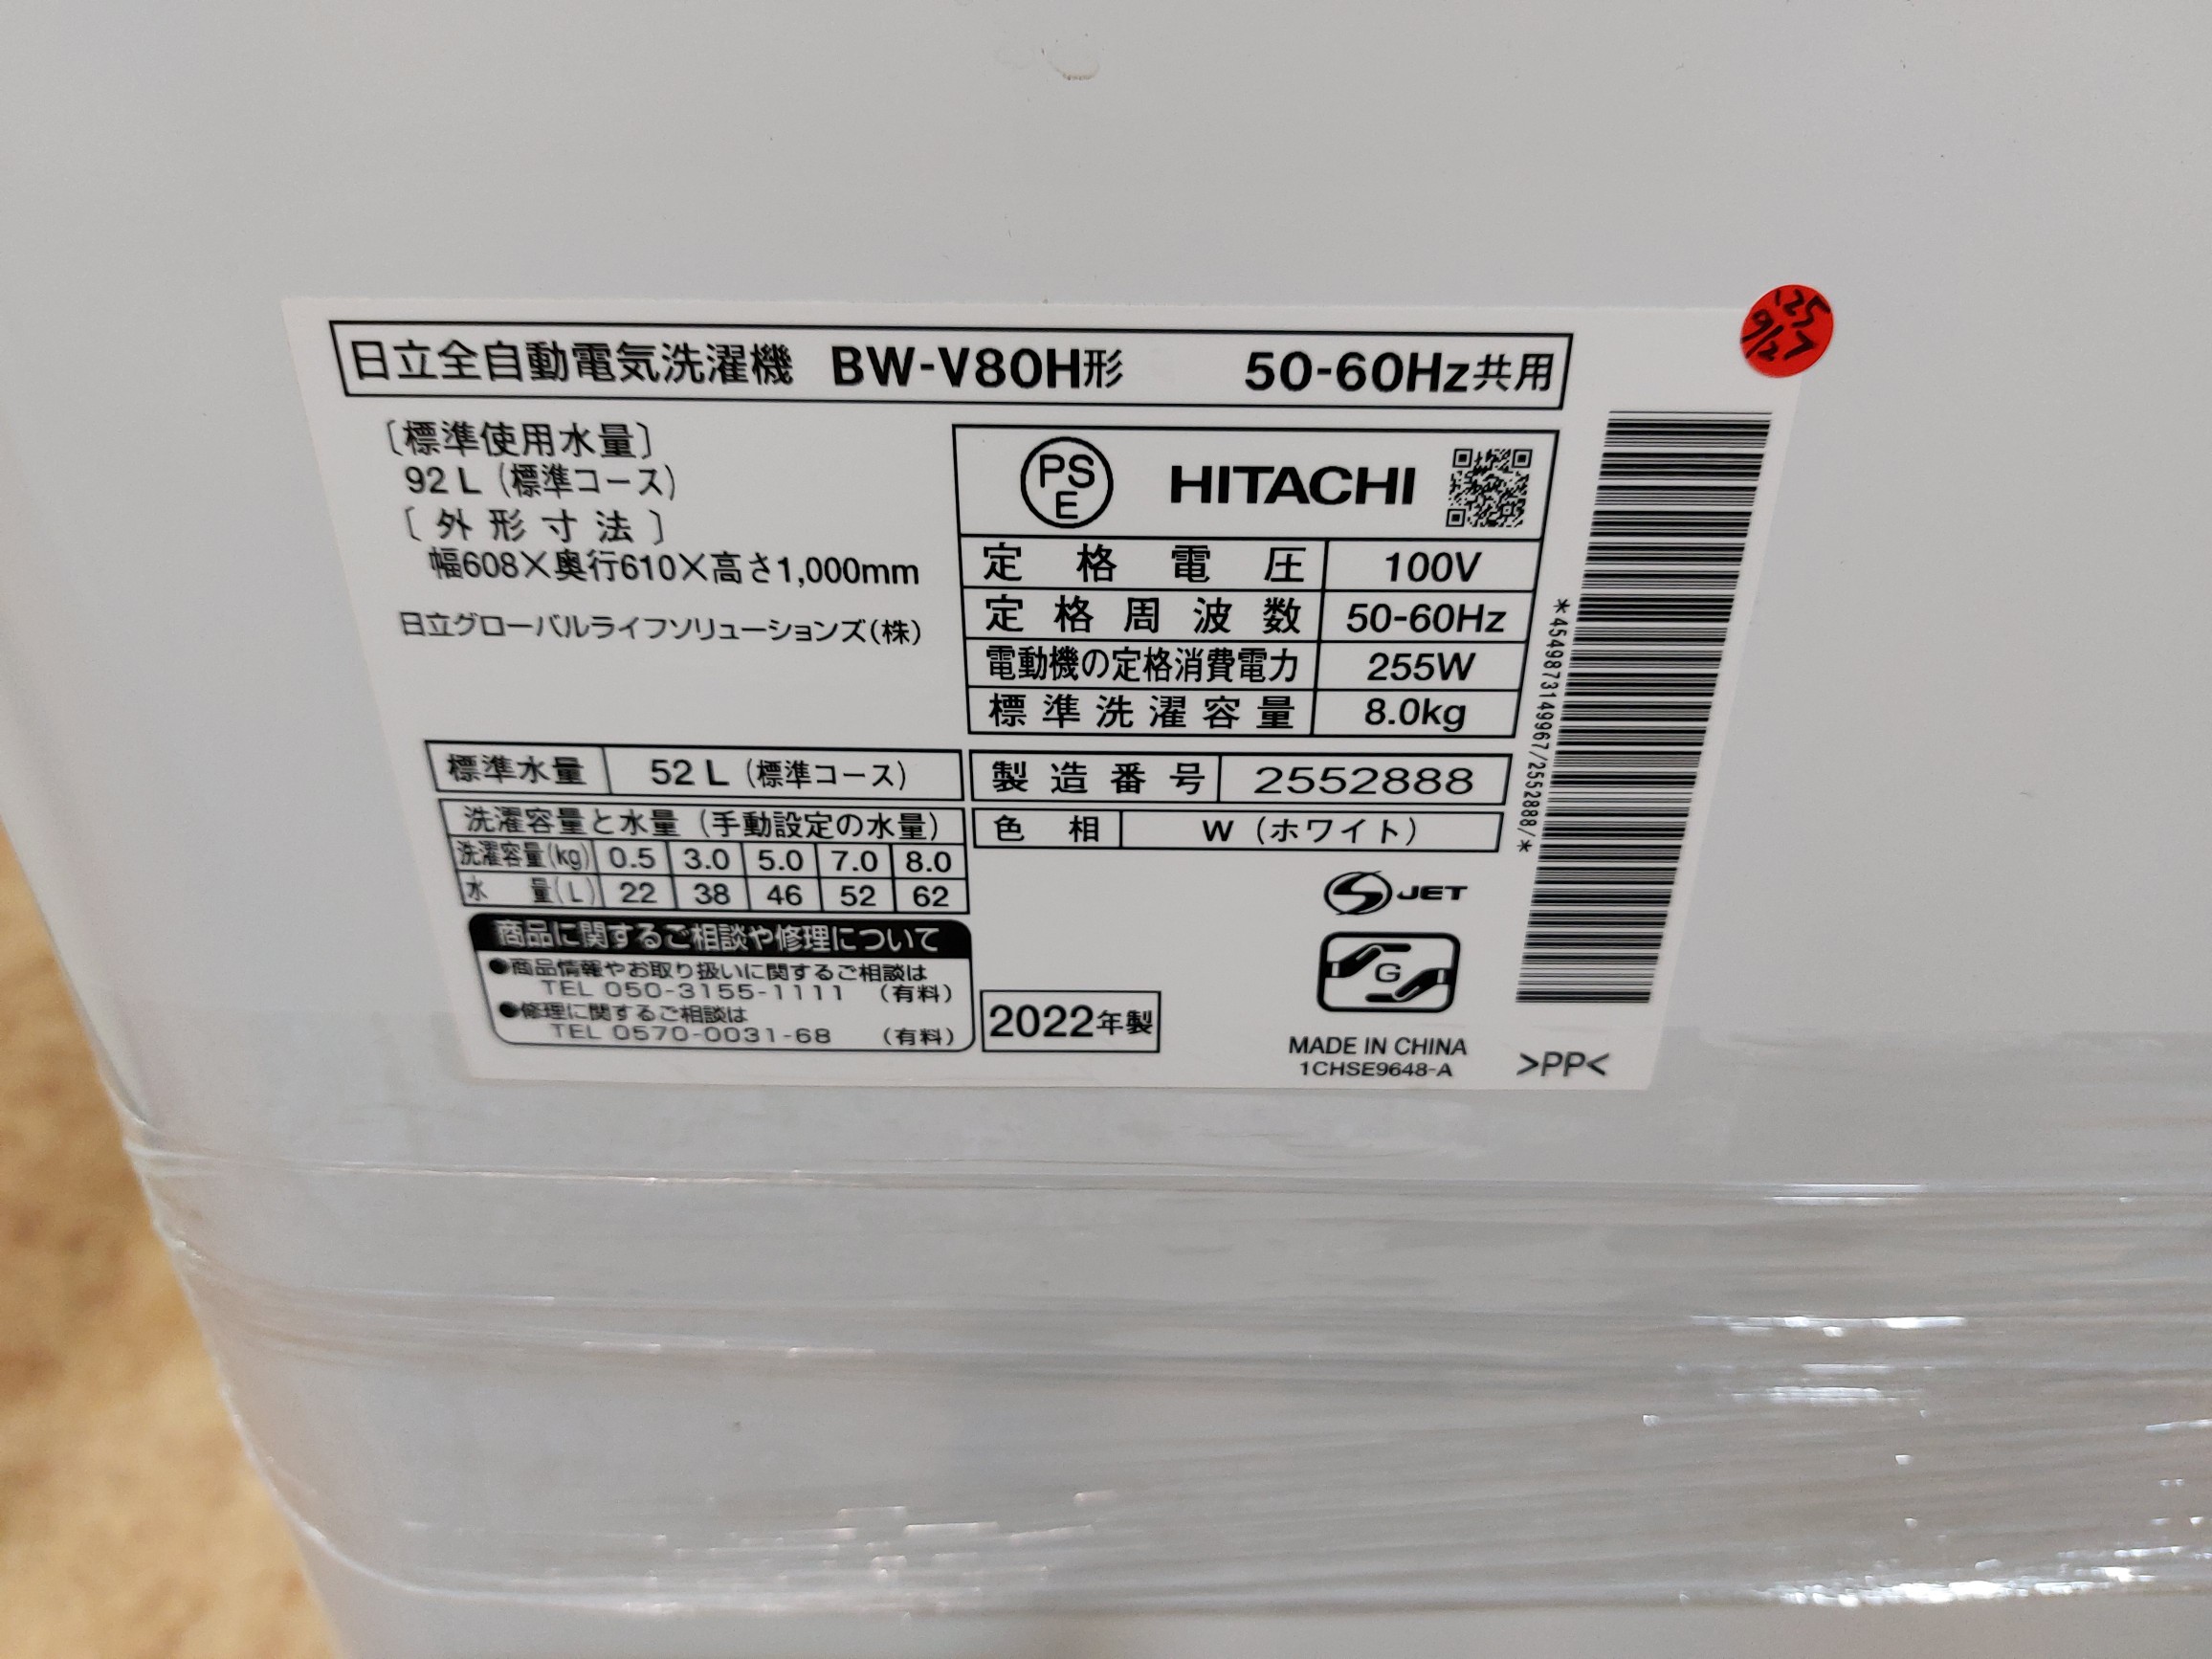 日立全自動電気洗濯機 BW-V80H形 50-60Hz共用
〔標準使用水量〕
92 L (標準コース)
〔外形寸法〕
幅608×奥行610×高さ1,000mm
日立グローバルライフソリューションズ(株)
PS
E
HITACHI
定格電圧 100V
定格周波数 50-60Hz
電動機の定格消費電力 255W
標準洗濯容量 8.0kg
標準水量 52 L (標準コース)
洗濯容量と水量 (手動設定の水量)
洗濯容量(kg) 0.5 3.0 5.0 7.0 8.0
水量(L) 22 38 46 52 62
製造番号 2552888
色相 W (ホワイト)
商品に関するご相談や修理について
●商品情報やお取り扱いに関するご相談は
TEL 050-3155-1111 (有料)
●修理に関するご相談は
TEL 0570-0031-68 (有料)
2022年製
S JET
G
MADE IN CHINA
1CHSE9648-A
>PP<
*4549873149967/2552888/*
'25
9/27